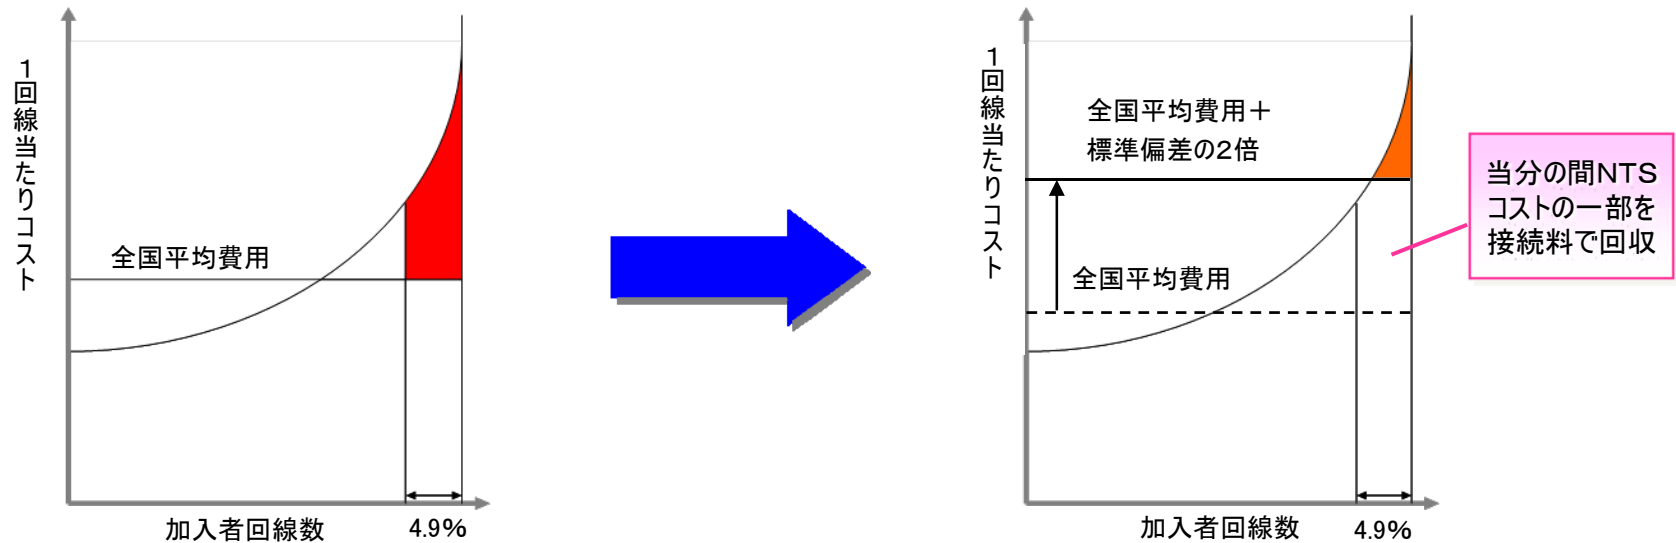 1回線当たりコスト
全国平均費用
加入者回線数
4.9%
1回線当たりコスト
全国平均費用＋
標準偏差の2倍
全国平均費用
加入者回線数
4.9%
当分の間NTS
コストの一部を
接続料で回収